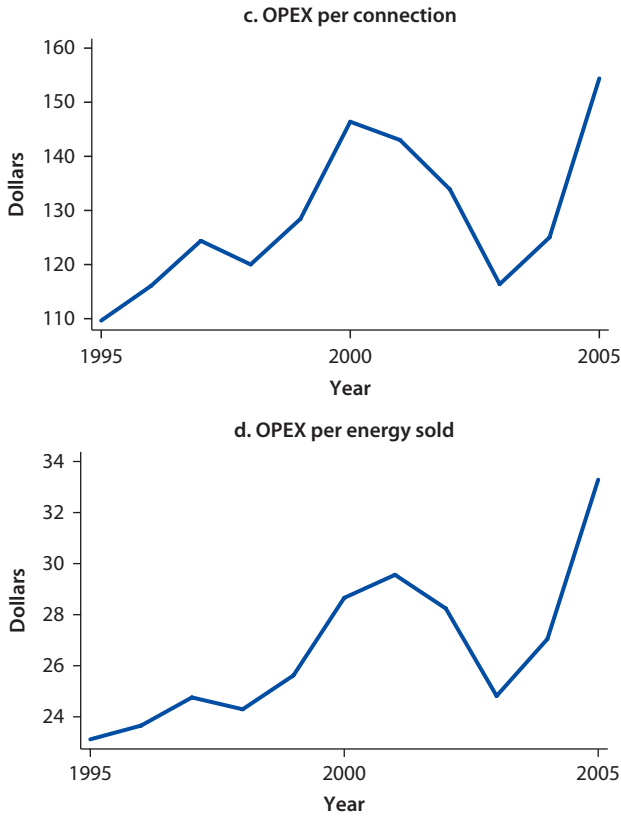 c. OPEX per connection
160
150
140
130
120
110
Dollars
1995 2000 2005
Year
d. OPEX per energy sold
34
32
30
28
26
24
Dollars
1995 2000 2005
Year